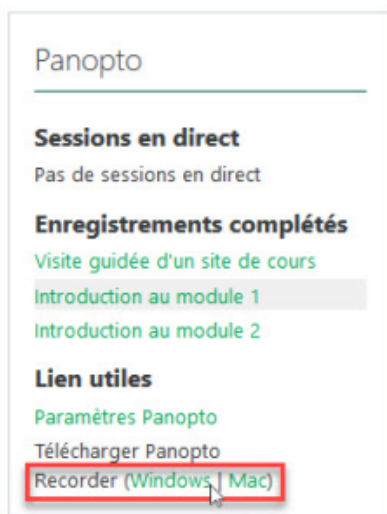 Panopto
Sessions en direct
Pas de sessions en direct
Enregistrements complétés
Visite guidée d'un site de cours
Introduction au module 1
Introduction au module 2
Lien utiles
Paramètres Panopto
Télécharger Panopto
Recorder (Windows | Mac)